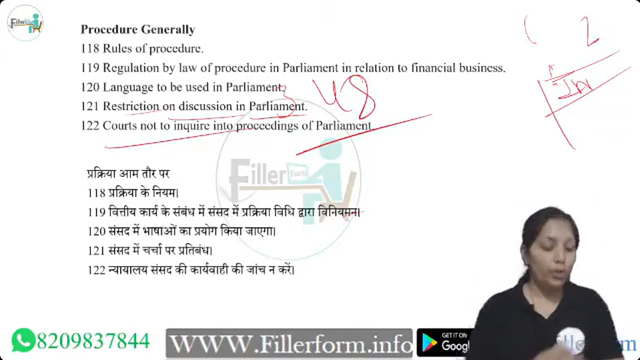 Procedure Generally
118 Rules of procedure.
119 Regulation by law of procedure in Parliament in relation to financial business.
120 Language to be used in Parliament.
121 Restriction on discussion in Parliament.
122 Courts not to inquire into proceedings of Parliament
48
2
FillerForm
प्रक्रिया आम तौर पर
118 प्रक्रिया के नियम।
119 वित्तीय कार्य के संबंध में संसद में प्रक्रिया विधि द्वारा विनियमन।
120 संसद में भाषाओं का प्रयोग किया जाएगा।
121 संसद में चर्चा पर प्रतिबंध।
122 न्यायालय संसद की कार्यवाही की जांच न करें।
8209837844
www.Fillerform.info
GET IT ON
Google